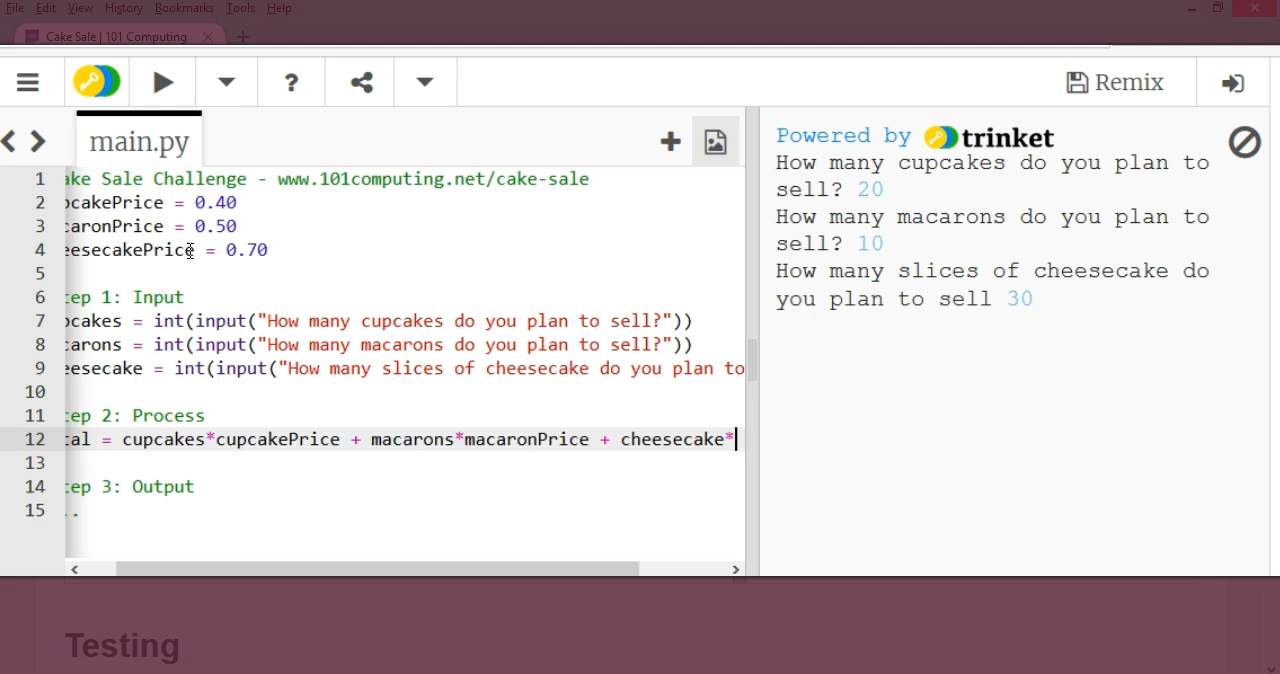 File Edit View History Bookmarks Tools Help
Cake Sale | 101 Computing
Remix
main.py
1 ake Sale Challenge - www.101computing.net/cake-sale
2 pcakePrice = 0.40
3 caronPrice = 0.50
4 eesecakePrice = 0.70
5
6 tep 1: Input
7 pcakes = int(input("How many cupcakes do you plan to sell?"))
8 carons = int(input("How many macarons do you plan to sell?"))
9 eesecake = int(input("How many slices of cheesecake do you plan to
10
11 tep 2: Process
12 tal = cupcakes*cupcakePrice + macarons*macaronPrice + cheesecake*
13
14 tep 3: Output
15 ..
Powered by trinket
How many cupcakes do you plan to
sell? 20
How many macarons do you plan to
sell? 10
How many slices of cheesecake do
you plan to sell 30
Testing